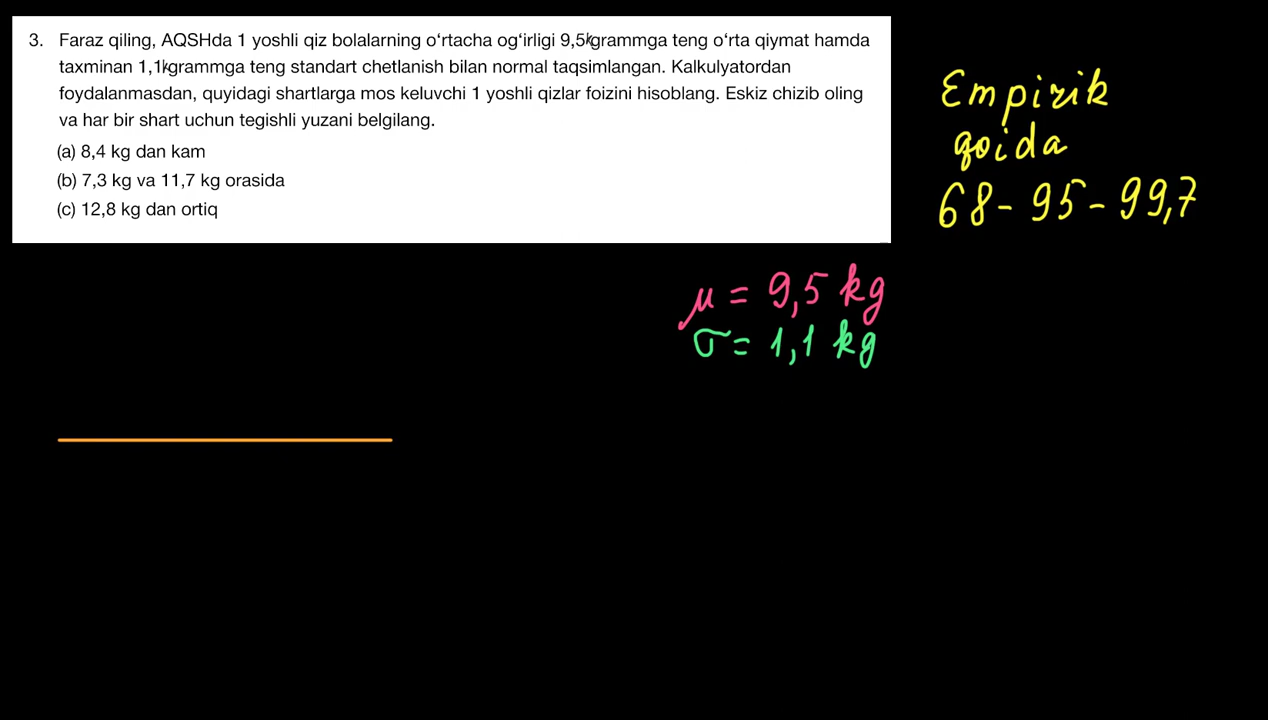 3. Faraz qiling, AQSHda 1 yoshli qiz bolalarning o‘rtacha og‘irligi 9,5kgrammga teng o‘rta qiymat hamda
taxminan 1,1kgrammga teng standart chetlanish bilan normal taqsimlangan. Kalkulyatordan
foydalanmasdan, quyidagi shartlarga mos keluvchi 1 yoshli qizlar foizini hisoblang. Eskiz chizib oling
va har bir shart uchun tegishli yuzani belgilang.
(a) 8,4 kg dan kam
(b) 7,3 kg va 11,7 kg orasida
(c) 12,8 kg dan ortiq
Empirik
qoida
68-95-99,7
μ = 9,5 kg
σ = 1,1 kg